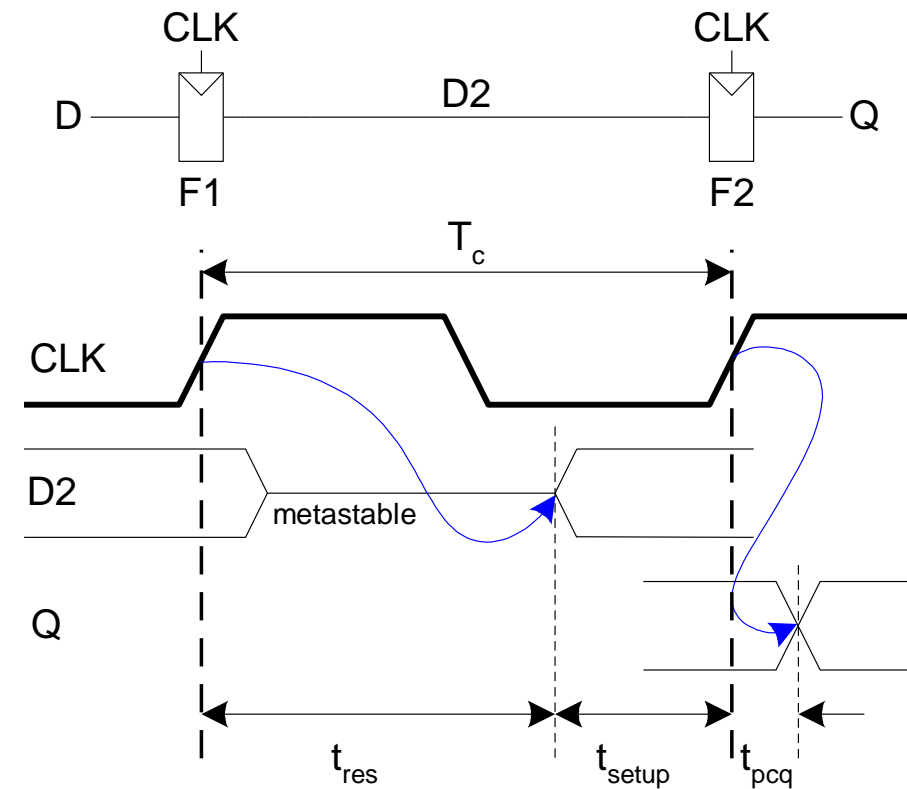 CLK CLK
D D2 Q
F1 F2
T_c
CLK
D2
metastable
Q
t_res t_setup t_pcq